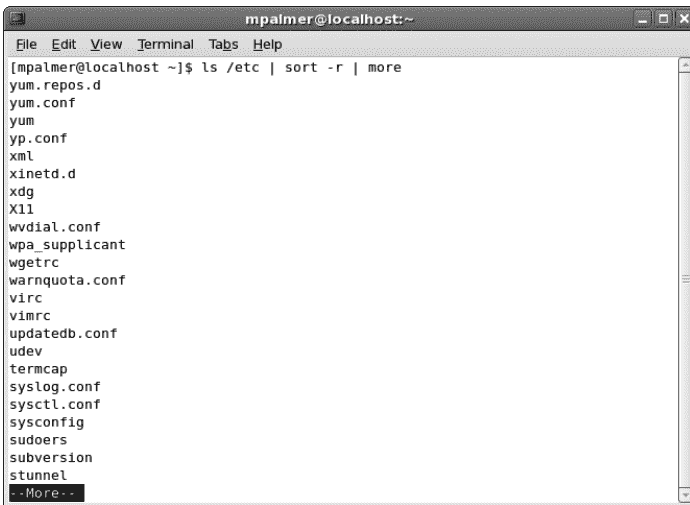 mpalmer@localhost:~
File Edit View Terminal Tabs Help
[mpalmer@localhost ~]$ ls /etc | sort -r | more
yum.repos.d
yum.conf
yum
yp.conf
xml
xinetd.d
xdg
X11
wvdial.conf
wpa_supplicant
wgetrc
warnquota.conf
virc
vimrc
updatedb.conf
udev
termcap
syslog.conf
sysctl.conf
sysconfig
sudoers
subversion
stunnel
--More--